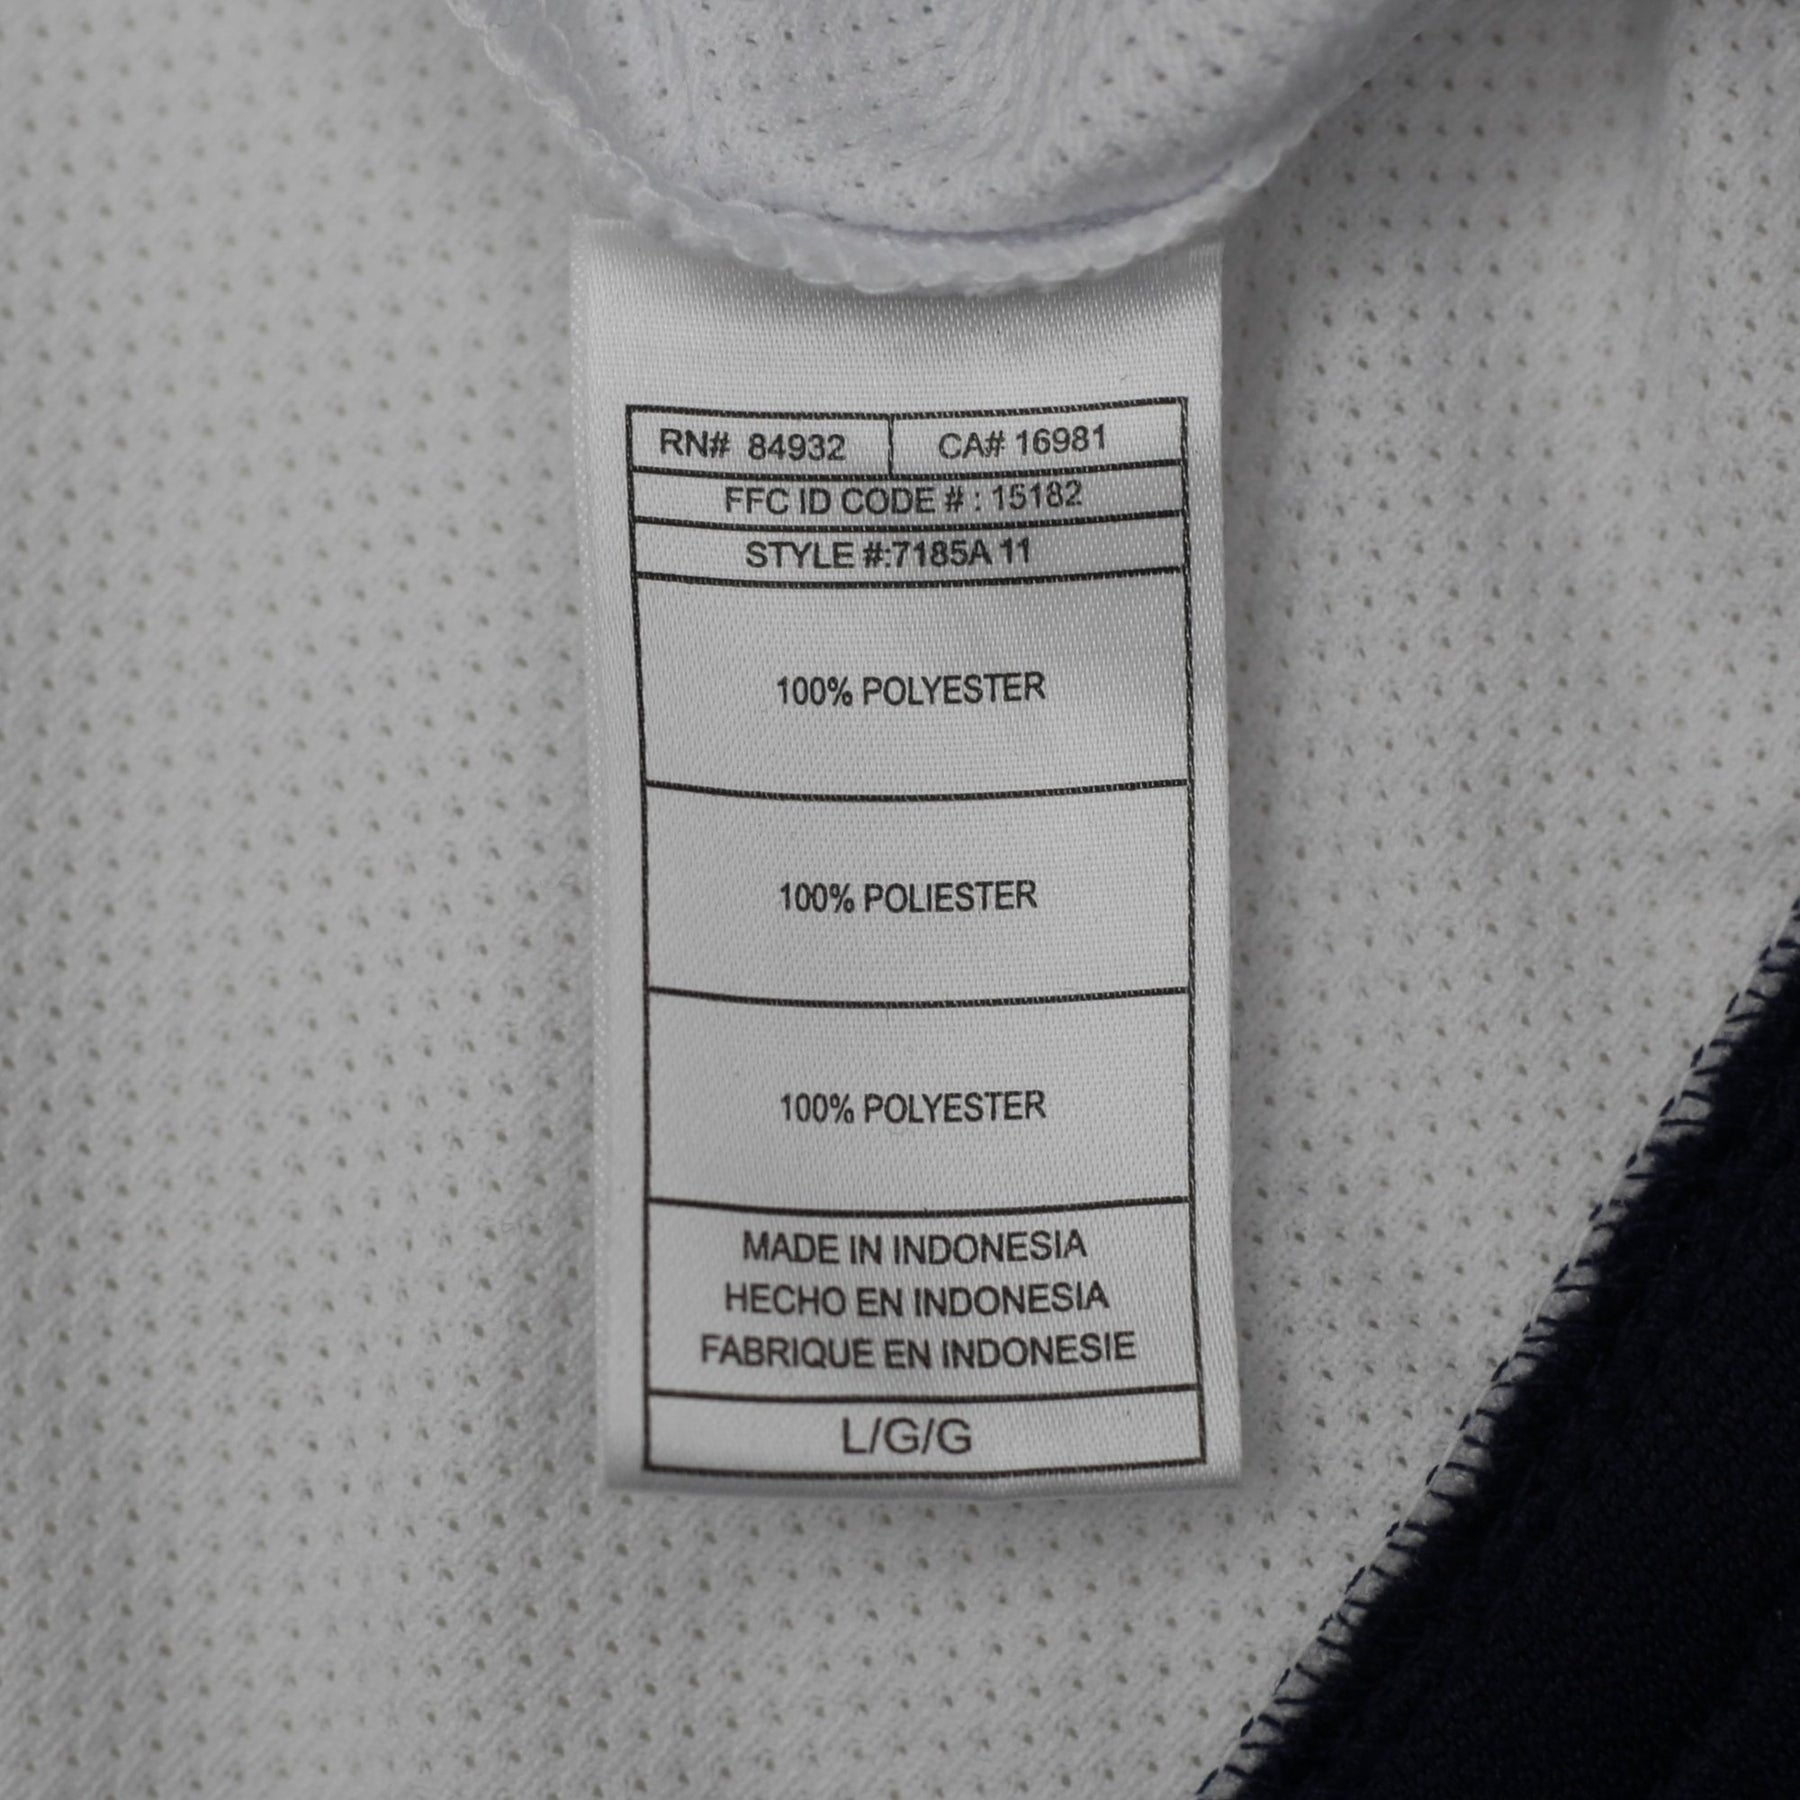 RN# 84932 CA# 16981
FFC ID CODE # : 15182
STYLE #:7185A 11
100% POLYESTER
100% POLIESTER
100% POLYESTER
MADE IN INDONESIA
HECHO EN INDONESIA
FABRIQUE EN INDONESIE
L/G/G